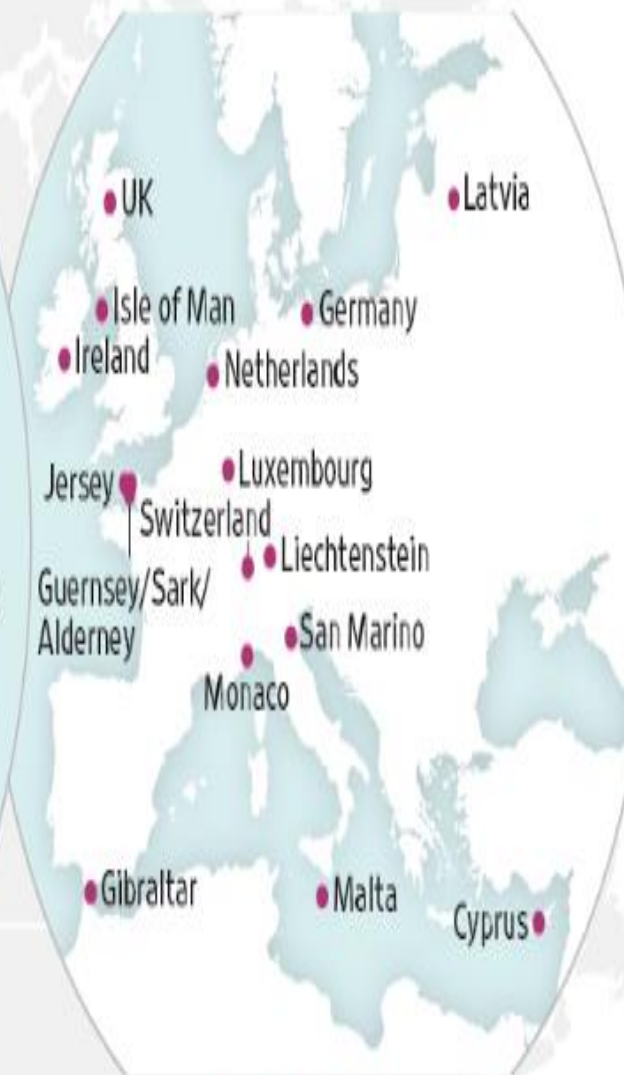 UK
Latvia
Isle of Man
Germany
Ireland
Netherlands
Luxembourg
Jersey
Switzerland
Liechtenstein
Guernsey/Sark/
Alderney
San Marino
Monaco
Gibraltar
Malta
Cyprus